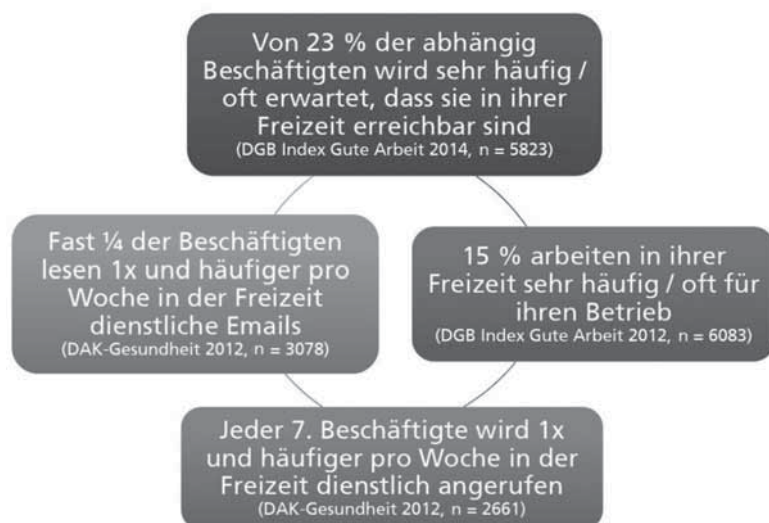 Von 23 % der abhängig
Beschäftigten wird sehr häufig /
oft erwartet, dass sie in ihrer
Freizeit erreichbar sind
(DGB Index Gute Arbeit 2014, n = 5823)
Fast ¼ der Beschäftigten
lesen 1x und häufiger pro
Woche in der Freizeit
dienstliche Emails
(DAK-Gesundheit 2012, n = 3078)
15 % arbeiten in ihrer
Freizeit sehr häufig / oft für
ihren Betrieb
(DGB Index Gute Arbeit 2012, n = 6083)
Jeder 7. Beschäftigte wird 1x
und häufiger pro Woche in der
Freizeit dienstlich angerufen
(DAK-Gesundheit 2012, n = 2661)